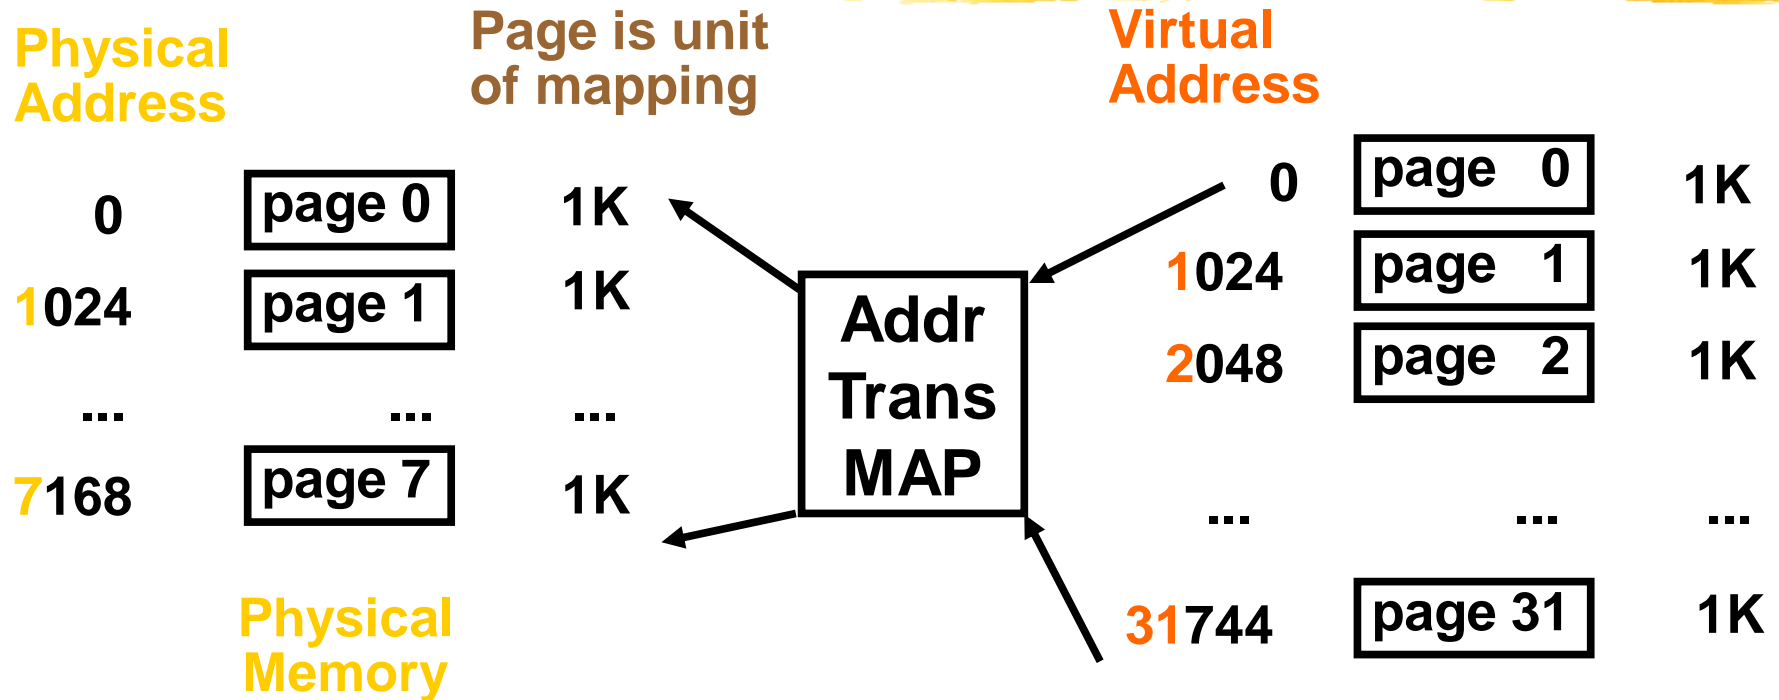 Physical
Address
Page is unit
of mapping
Virtual
Address
0 page 0 1K
1024 page 1 1K
... ... ...
7168 page 7 1K
Physical
Memory
Addr
Trans
MAP
0 page 0 1K
1024 page 1 1K
2048 page 2 1K
... ... ...
31744 page 31 1K